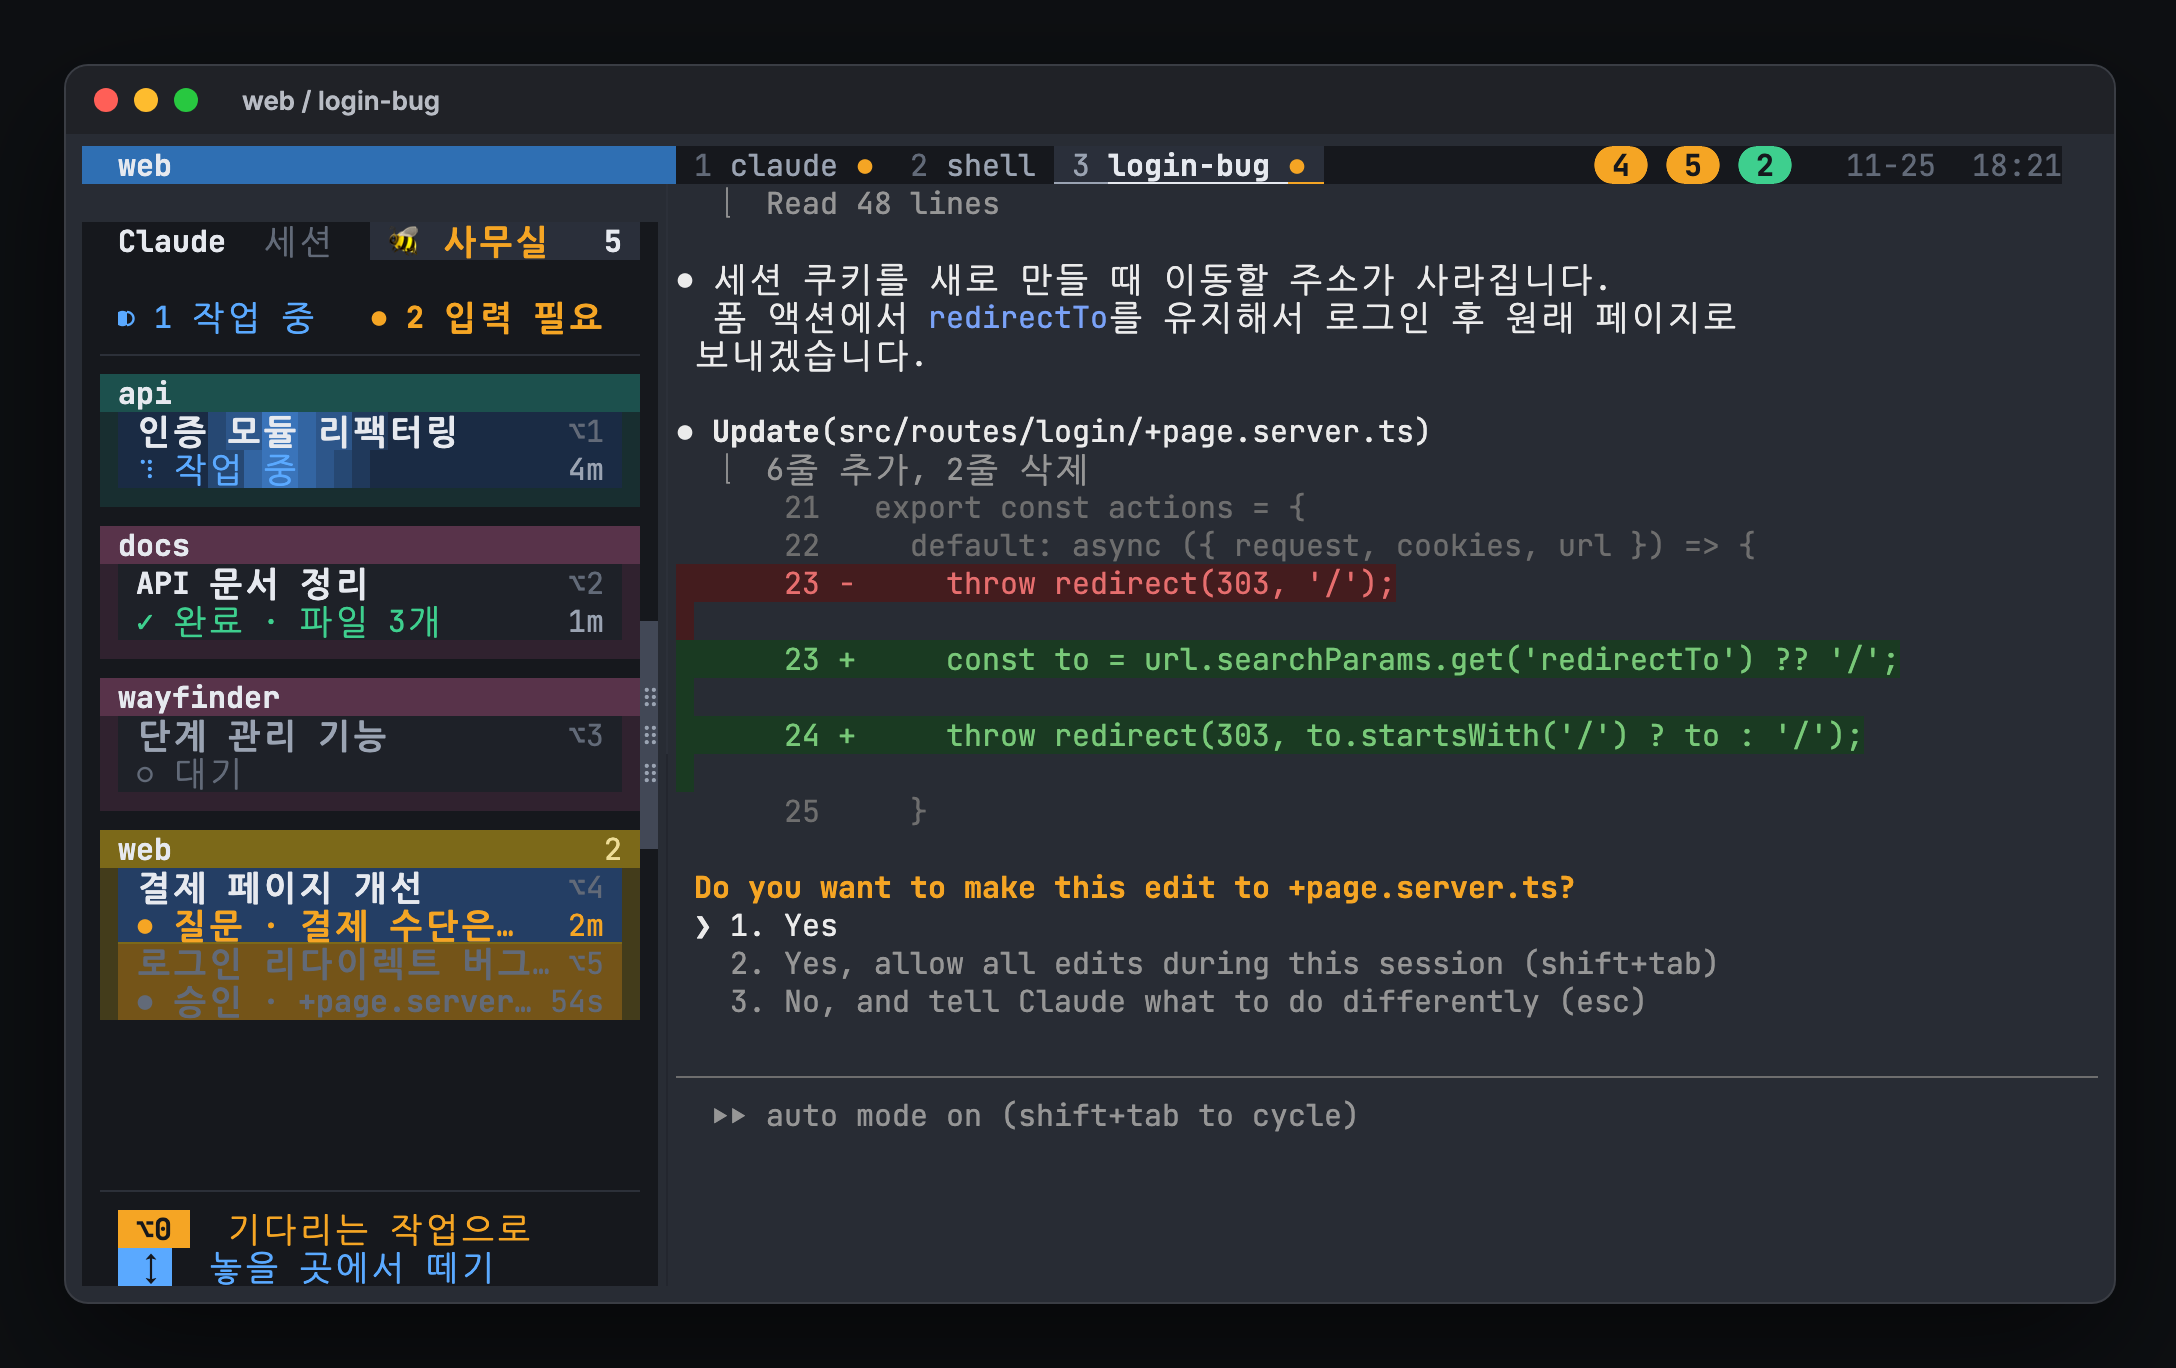 web / login-bug
web
1 claude ● 2 shell 3 login-bug ● 4 5 2 11-25 18:21
Claude 세션 🐝 사무실 5
1 작업 중 ● 2 입력 필요
api
인증 모듈 리팩터링 ⌥1
작업 중 4m
docs
API 문서 정리 ⌥2
✓ 완료 · 파일 3개 1m
wayfinder
단계 관리 기능 ⌥3
○ 대기
web 2
결제 페이지 개선 ⌥4
● 질문 · 결제 수단은… 2m
로그인 리다이렉트 버그… ⌥5
● 승인 · +page.server… 54s
⌥0 기다리는 작업으로
↕ 놓을 곳에서 떼기
⎿ Read 48 lines
● 세션 쿠키를 새로 만들 때 이동할 주소가 사라집니다.
폼 액션에서 redirectTo를 유지해서 로그인 후 원래 페이지로
보내겠습니다.
● Update(src/routes/login/+page.server.ts)
⎿ 6줄 추가, 2줄 삭제
21 export const actions = {
22 default: async ({ request, cookies, url }) => {
23 - throw redirect(303, '/');
23 + const to = url.searchParams.get('redirectTo') ?? '/';
24 + throw redirect(303, to.startsWith('/') ? to : '/');
25 }
Do you want to make this edit to +page.server.ts?
❯ 1. Yes
2. Yes, allow all edits during this session (shift+tab)
3. No, and tell Claude what to do differently (esc)
▸▸ auto mode on (shift+tab to cycle)